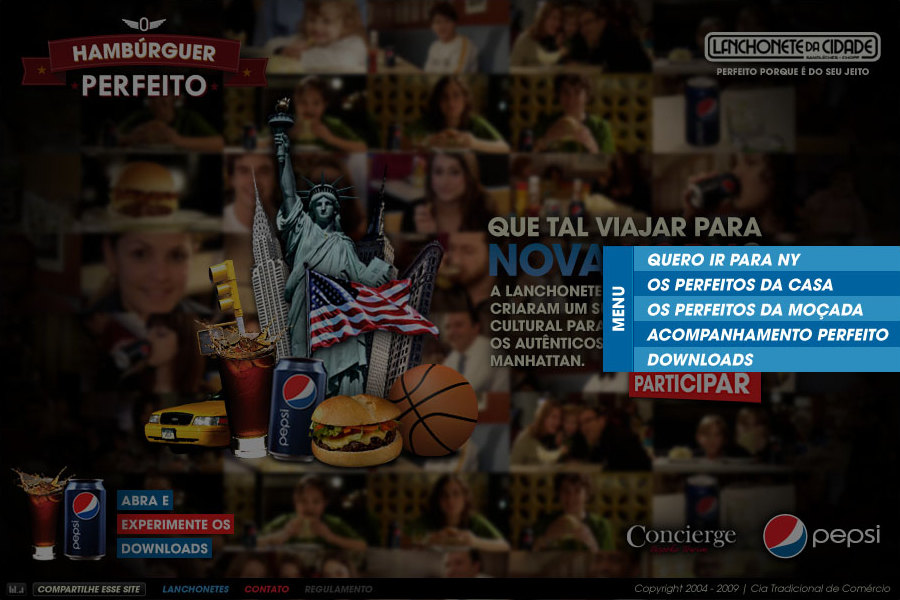 HAMBÚRGUER
PERFEITO
LANCHONETE DA CIDADE
SANDUÍCHES - CHOPP
PERFEITO PORQUE É DO SEU JEITO
QUE TAL VIAJAR PARA
NOVA
A LANCHONETE
CRIARAM UM
CULTURAL PARA
OS AUTÊNTICOS
MANHATTAN.
MENU
QUERO IR PARA NY
OS PERFEITOS DA CASA
OS PERFEITOS DA MOÇADA
ACOMPANHAMENTO PERFEITO
DOWNLOADS
PARTICIPAR
pepsi
pepsi
ABRA E
EXPERIMENTE OS
DOWNLOADS
Concierge
pepsi
COMPARTILHE ESSE SITE
LANCHONETES
CONTATO
REGULAMENTO
Copyright 2004 - 2009 | Cia Tradicional de Comércio